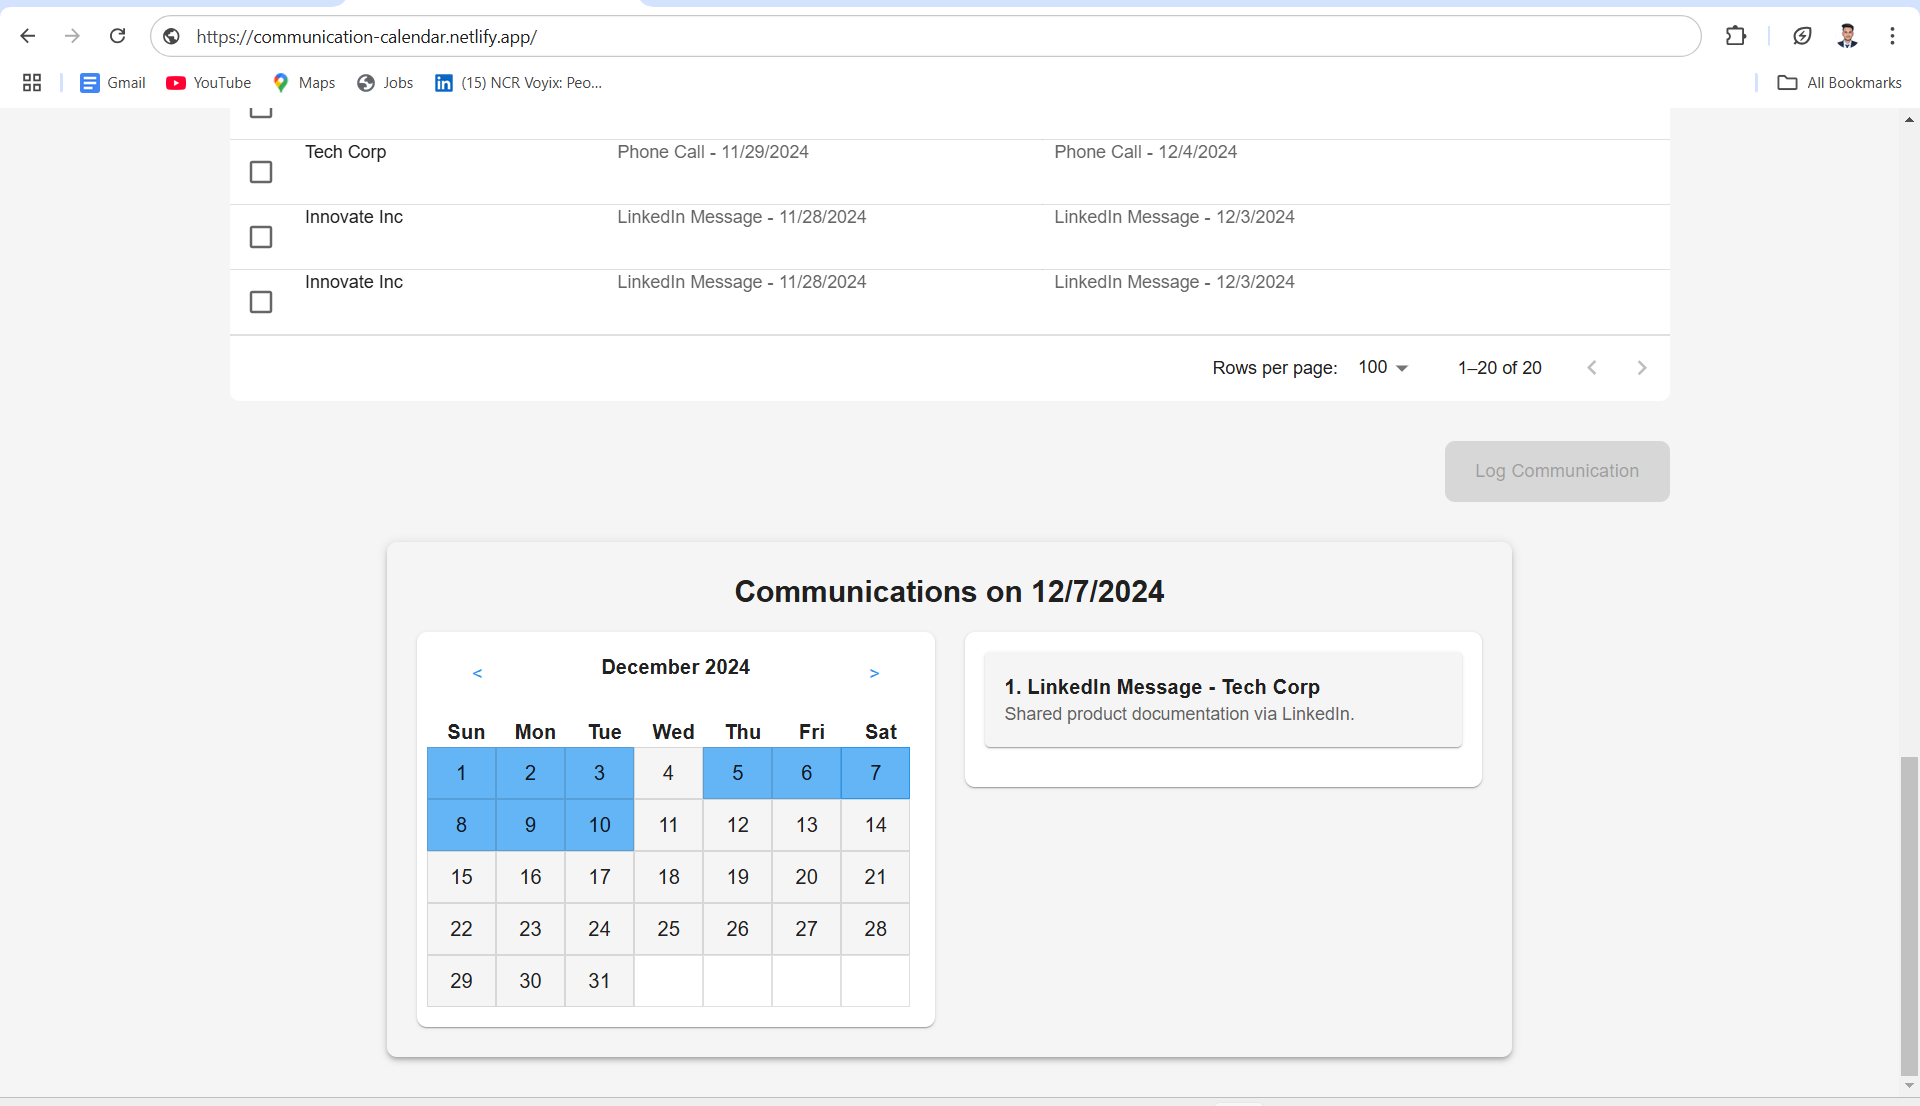 https://communication-calendar.netlify.app/
Gmail YouTube Maps Jobs (15) NCR Voyix: Peo... All Bookmarks
Tech Corp Phone Call - 11/29/2024 Phone Call - 12/4/2024
Innovate Inc LinkedIn Message - 11/28/2024 LinkedIn Message - 12/3/2024
Innovate Inc LinkedIn Message - 11/28/2024 LinkedIn Message - 12/3/2024
Rows per page: 100 1–20 of 20
Log Communication
Communications on 12/7/2024
< December 2024 >
Sun Mon Tue Wed Thu Fri Sat
1 2 3 4 5 6 7
8 9 10 11 12 13 14
15 16 17 18 19 20 21
22 23 24 25 26 27 28
29 30 31
1. LinkedIn Message - Tech Corp
Shared product documentation via LinkedIn.